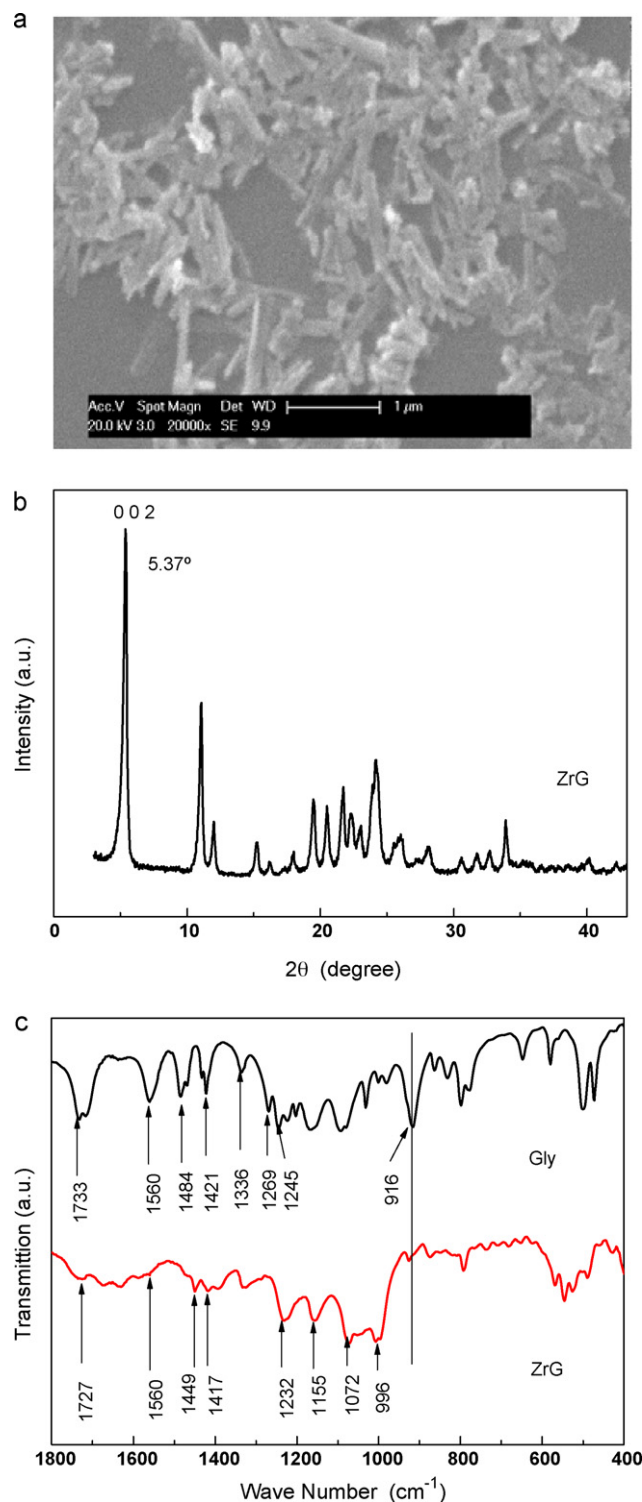 a
Acc.V Spot Magn Det WD 1 μm
20.0 kV 3.0 20000x SE 9.9
b
0 0 2
5.37º
Intensity (a.u.)
ZrG
0 10 20 30 40
2θ (degree)
c
Transmittion (a.u.)
1733 1560 1484 1421 1336 1269 1245 916
Gly
1727 1560 1449 1417 1232 1155 1072 996
ZrG
1800 1600 1400 1200 1000 800 600 400
Wave Number (cm⁻¹)